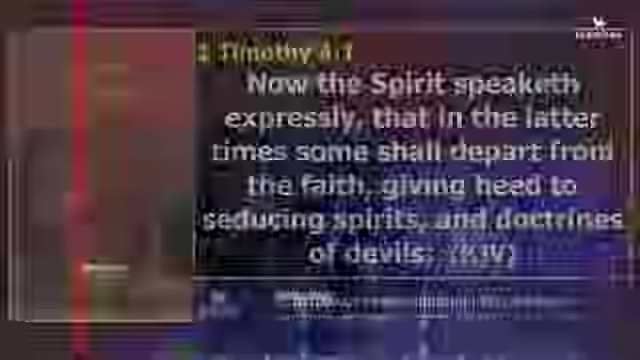 1 Timothy 4:1
Now the Spirit speaketh
expressly, that in the latter
times some shall depart from
the faith, giving heed to
seducing spirits, and doctrines
of devils; (KJV)